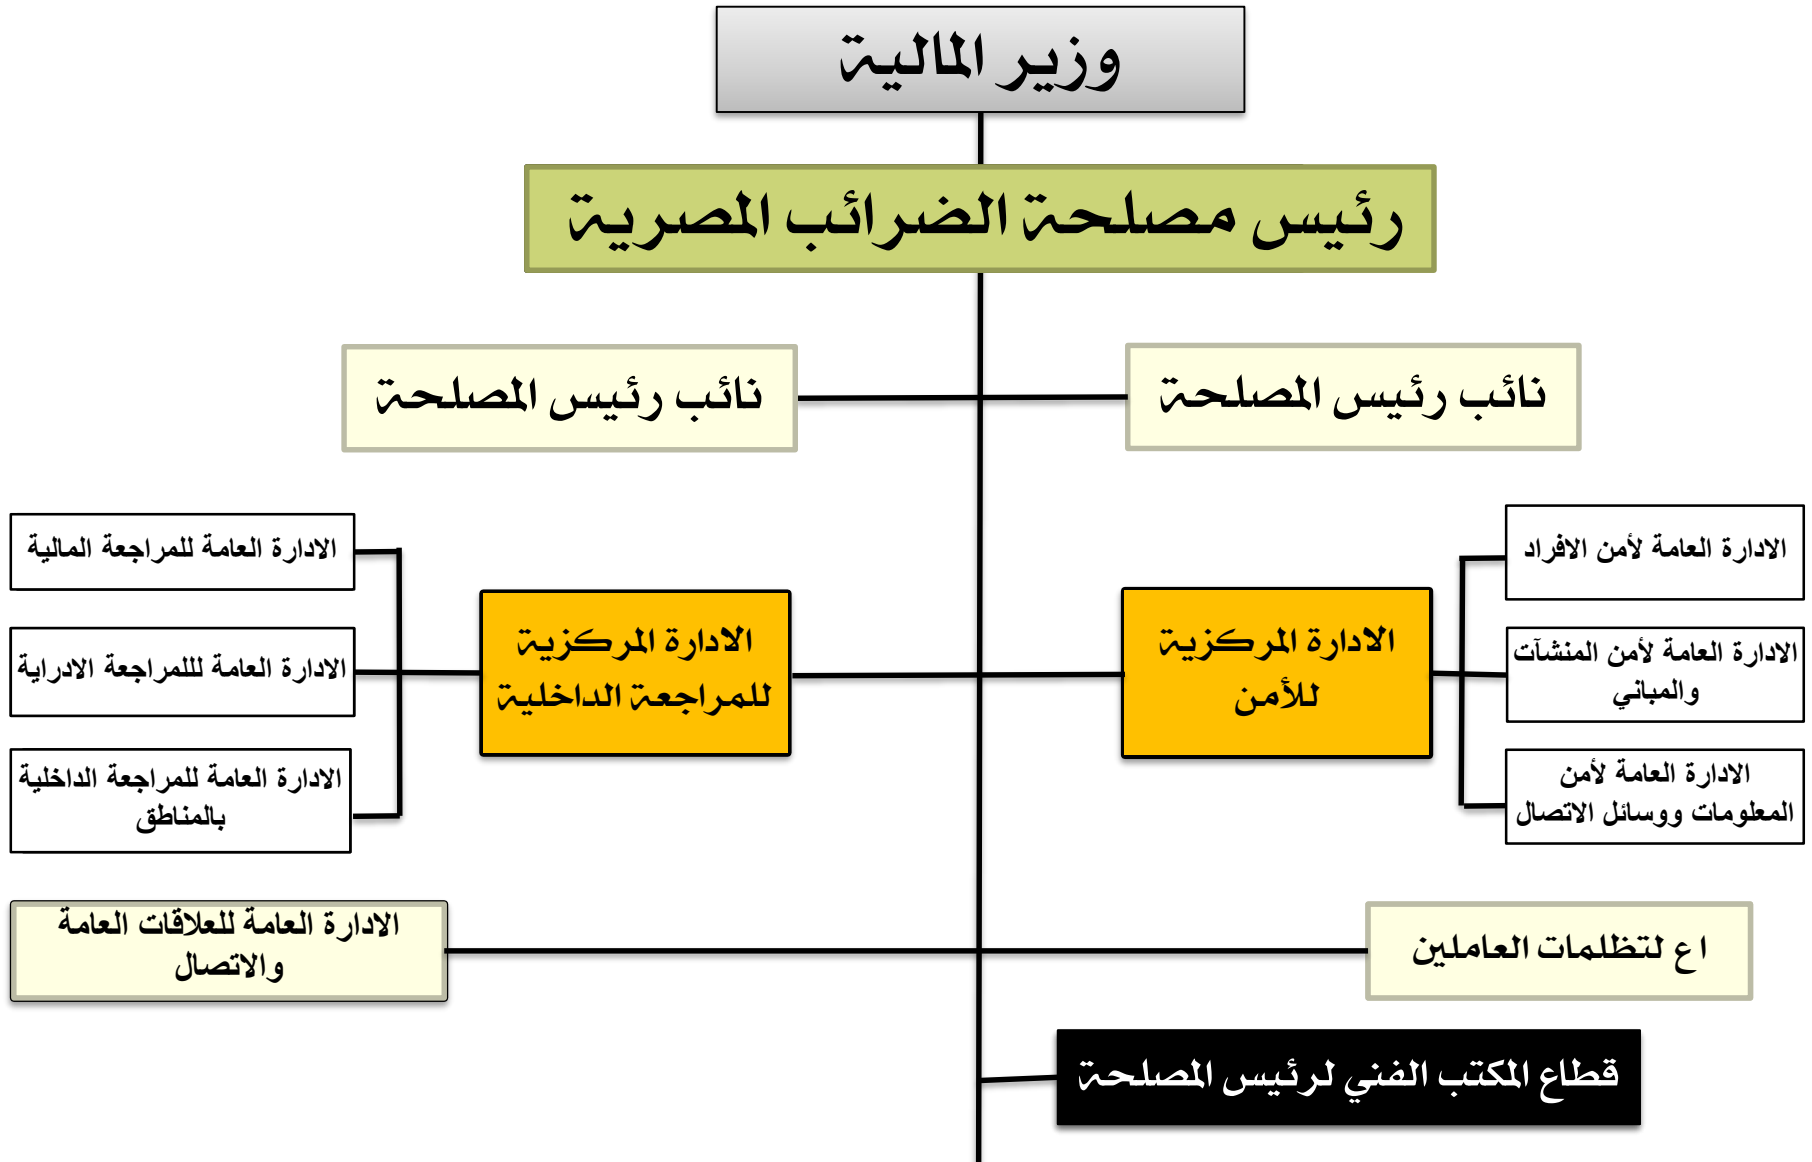 وزير المالية
رئيس مصلحة الضرائب المصرية
نائب رئيس المصلحة
نائب رئيس المصلحة
الادارة العامة لأمن الافراد
الادارة العامة لأمن المنشآت
والمباني
الادارة العامة لأمن
المعلومات ووسائل الاتصال
الادارة المركزية
للأمن
الادارة المركزية
للمراجعة الداخلية
الادارة العامة للمراجعة المالية
الادارة العامة لللمراجعة الادراية
الادارة العامة للمراجعة الداخلية
بالمناطق
ا ع لتظلمات العاملين
الادارة العامة للعلاقات العامة
والاتصال
قطاع المكتب الفني لرئيس المصلحة